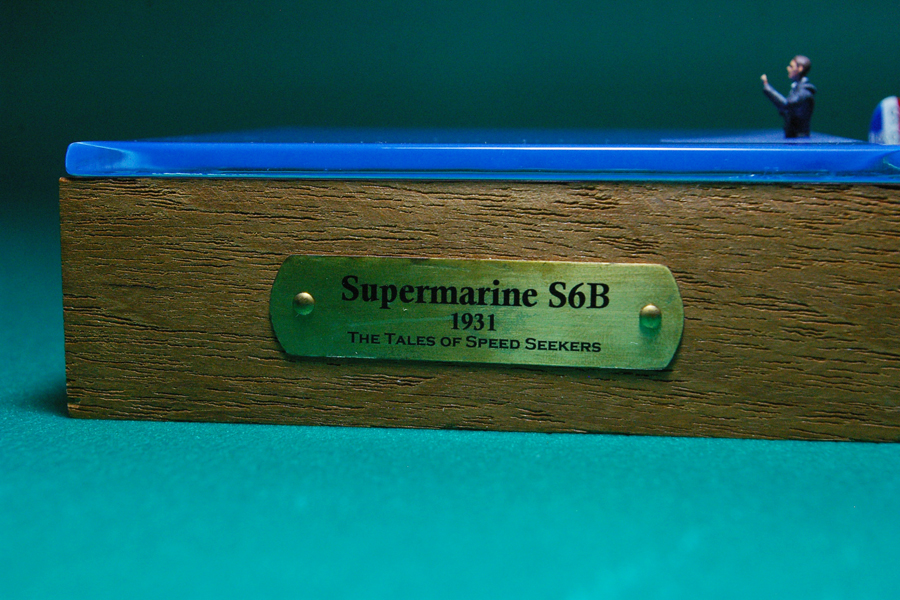 Supermarine S6B
1931
The Tales of Speed Seekers